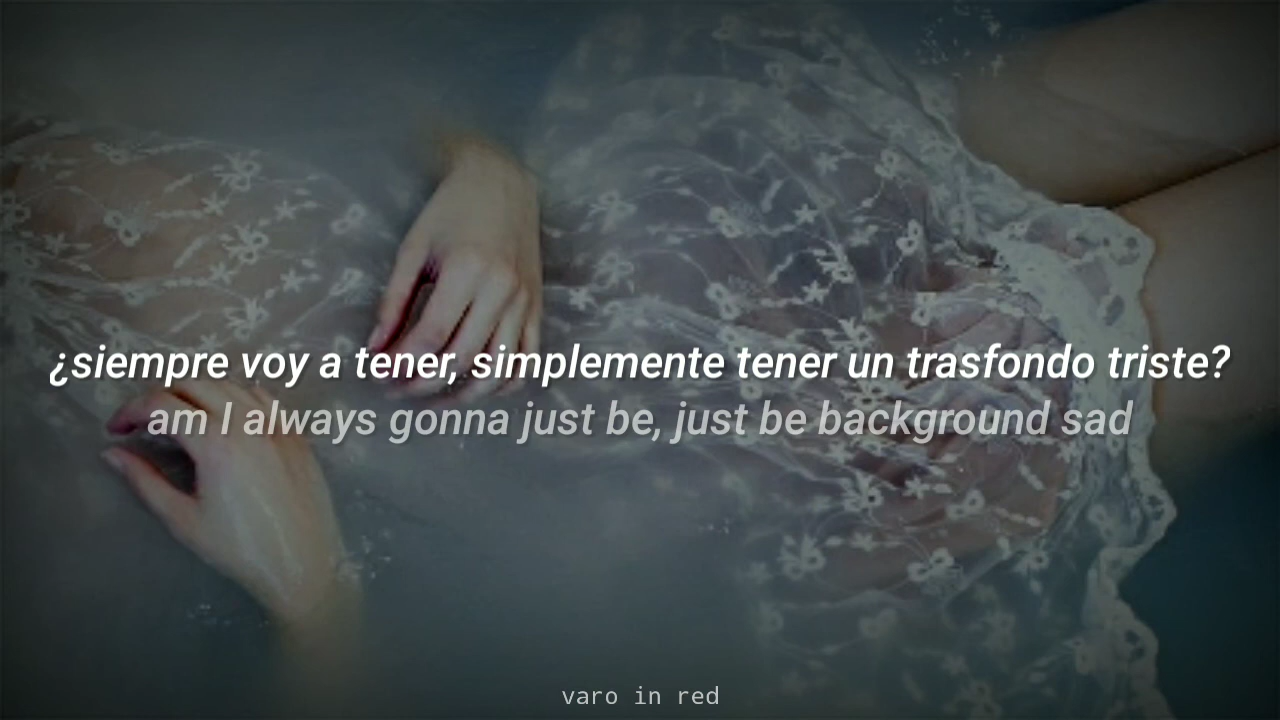 ¿siempre voy a tener, simplemente tener un trasfondo triste?
am I always gonna just be, just be background sad
varo in red